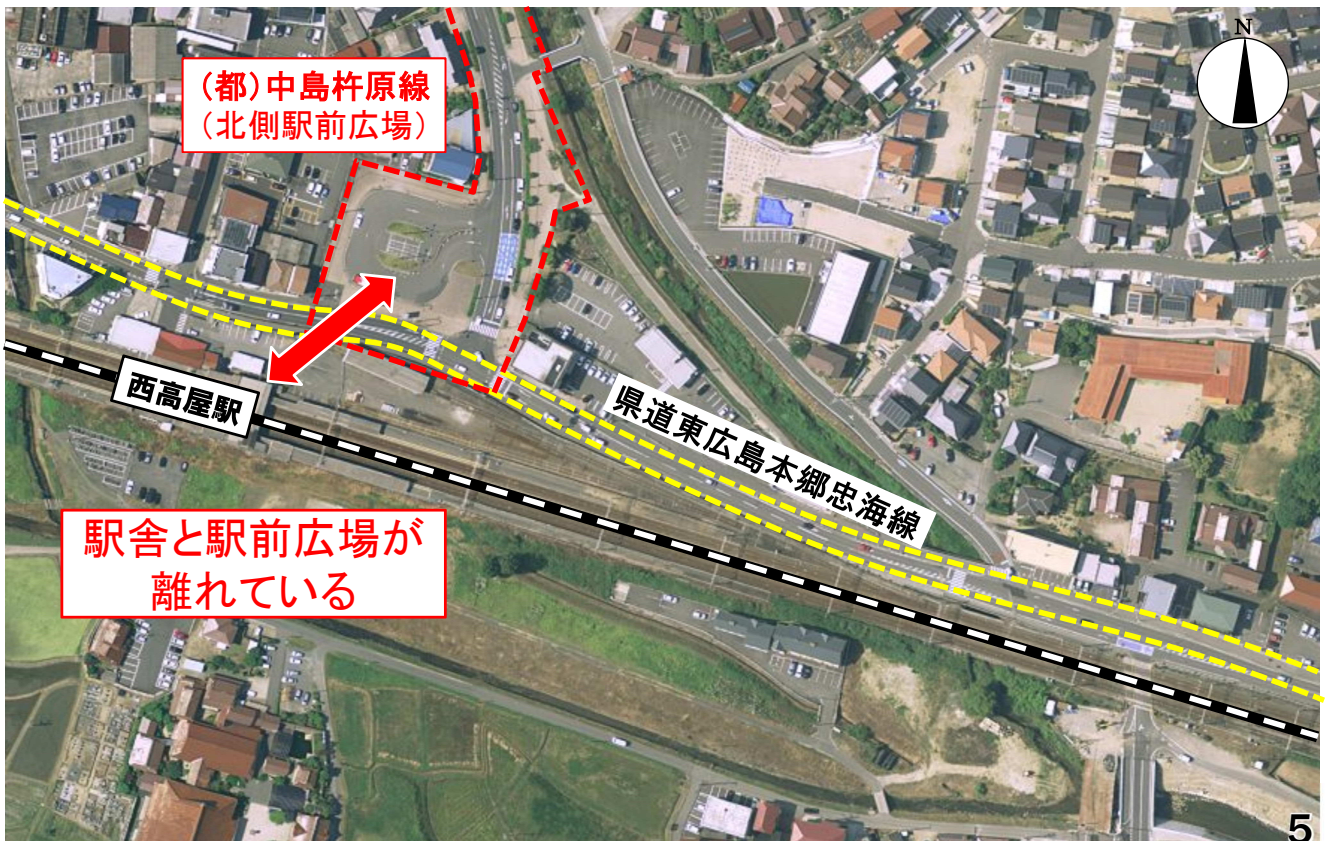 (都)中島杵原線
(北側駅前広場)
N
西高屋駅
県道東広島本郷忠海線
駅舎と駅前広場が
離れている
5